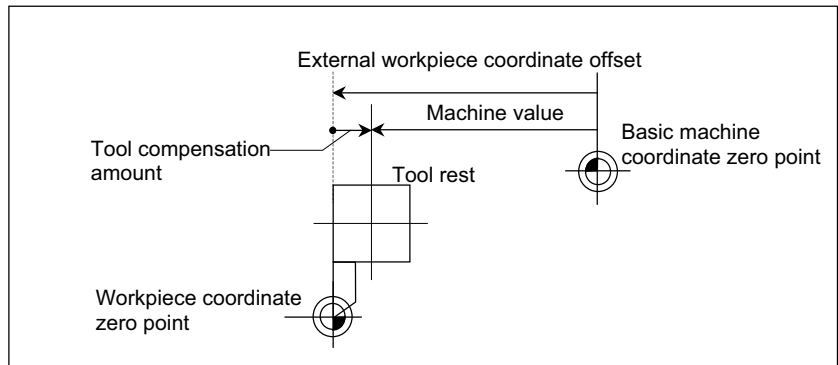 External workpiece coordinate offset
Machine value
Basic machine
coordinate zero point
Tool compensation
amount
Tool rest
Workpiece coordinate
zero point